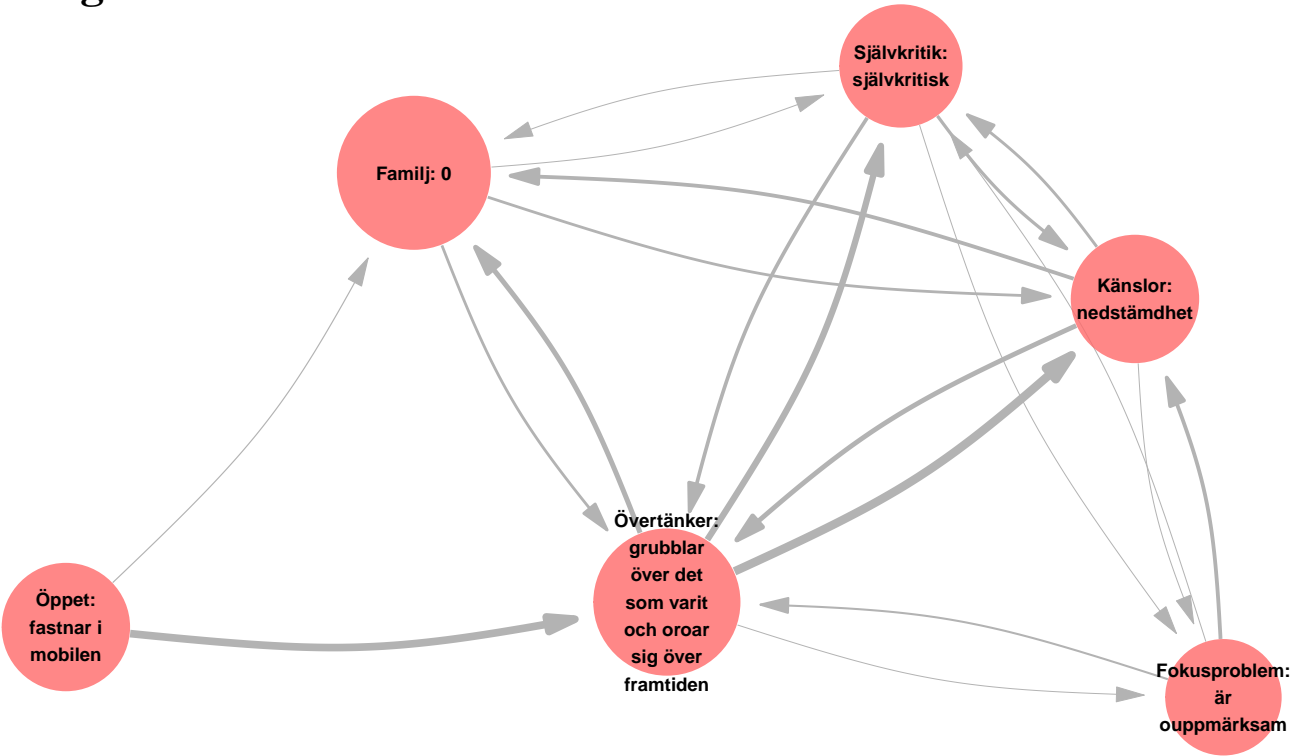 Självkritik:
självkritisk
Familj: 0
Känslor:
nedstämdhet
Övertänker:
grubblar
över det
som varit
och oroar
sig över
framtiden
Öppet:
fastnar i
mobilen
Fokusproblem:
är
ouppmärksam